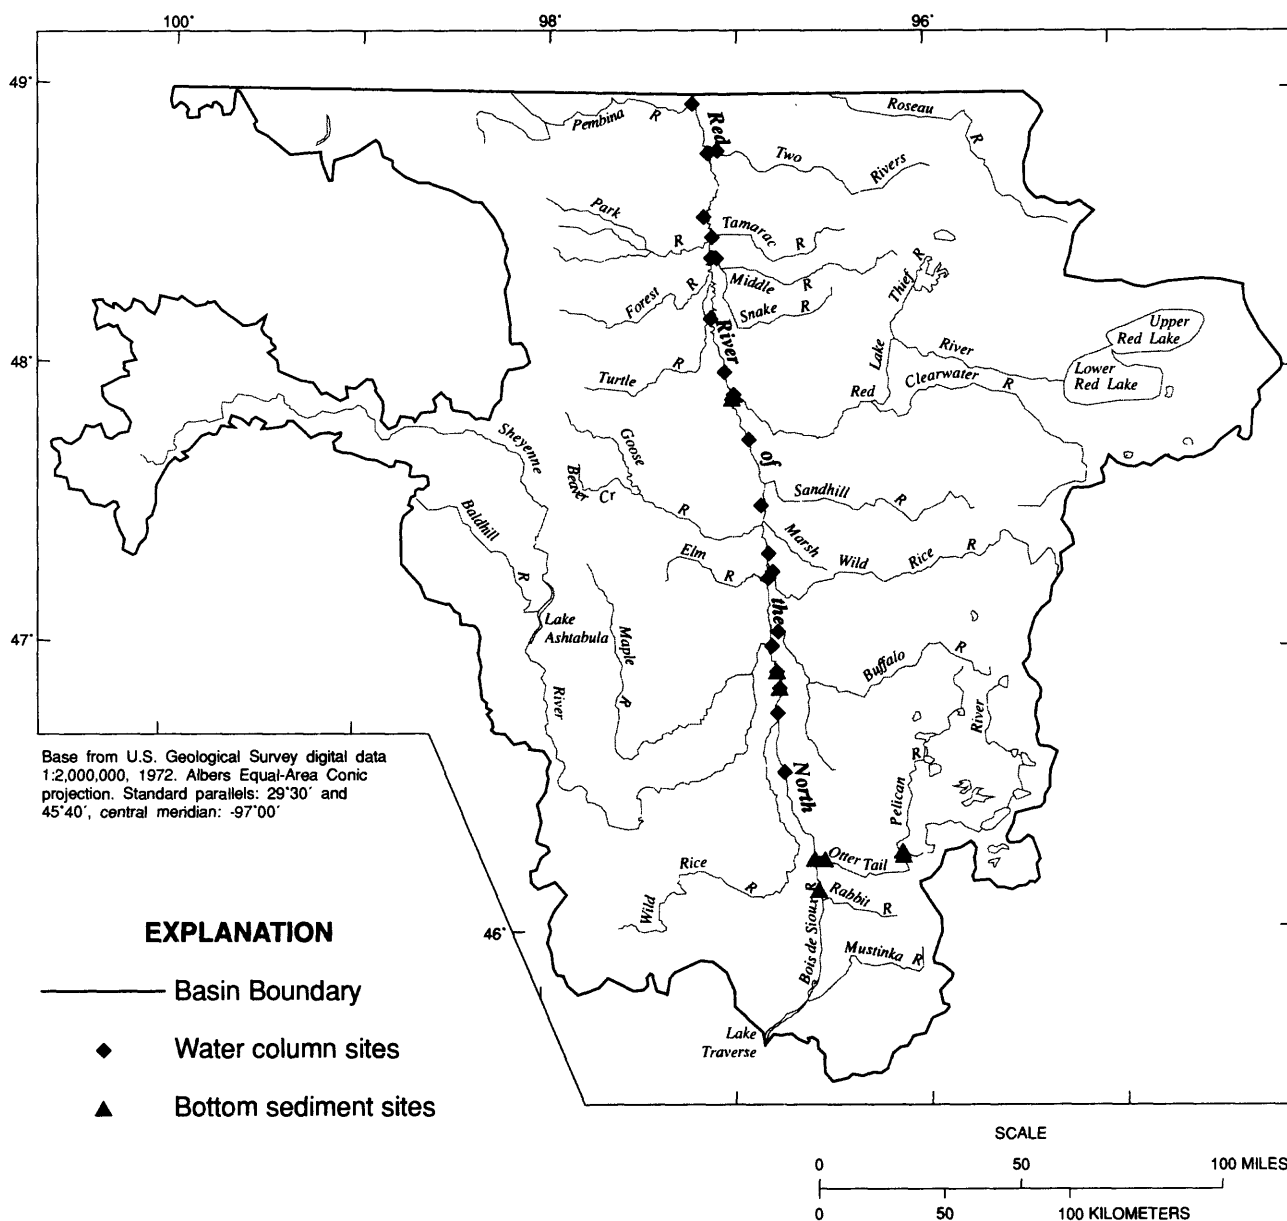 100° 98° 96°
49°
Roseau
R
Pembina R
Red
Two Rivers
Park R
Tamarac R
Thief R
Middle R
Forest R
Snake R
River
Upper
Red Lake
48°
Lake
River
Lower
Red Lake
Turtle R
Red
Clearwater R
Sheyenne
Goose
of
Beaver Cr
Sandhill R
Baldhill
R
R
Marsh
Elm R
Wild Rice R
the
Lake
Ashtabula
47°
Maple
R
Buffalo R
River
River
R
Pelican
North
Base from U.S. Geological Survey digital data
1:2,000,000, 1972. Albers Equal-Area Conic
projection. Standard parallels: 29°30′ and
45°40′, central meridian: -97°00′
Otter Tail
Rice
R
Wild
Rabbit R
46°
Bois de Sioux R
Mustinka R
Lake
Traverse
EXPLANATION
Basin Boundary
Water column sites
Bottom sediment sites
SCALE
0 50 100 MILES
0 50 100 KILOMETERS